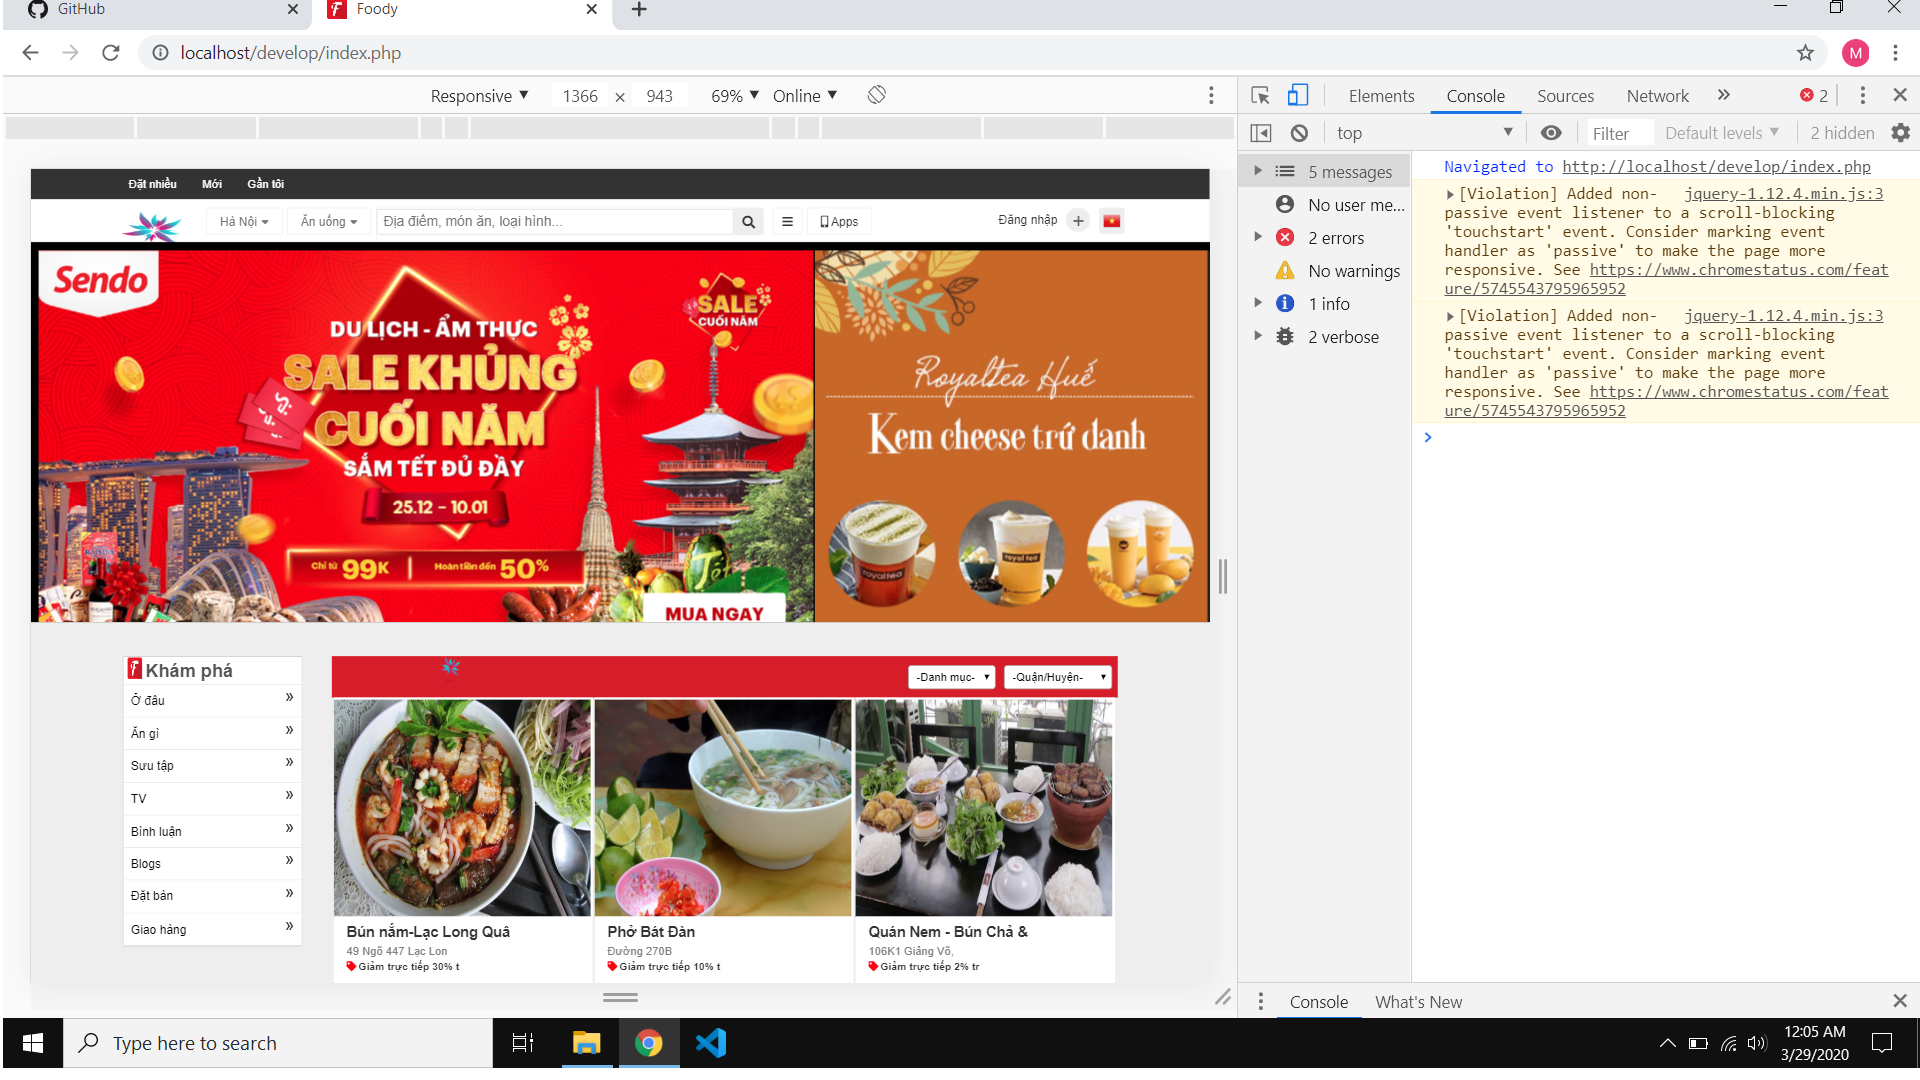 GitHub
Foody
localhost/develop/index.php
M
Responsive
1366 × 943
69%
Online
Elements
Console
Sources
Network
2
top
Filter
Default levels
2 hidden
Đặt nhiều
Mới
Gần tôi
Hà Nội
Ăn uống
Địa điểm, món ăn, loại hình...
Apps
Đăng nhập
Sendo
DU LỊCH - ẨM THỰC
SALE KHỦNG
CUỐI NĂM
SẮM TẾT ĐỦ ĐẦY
25.12 - 10.01
Chỉ từ 99K
Hoàn tiền đến 50%
SALE
CUỐI NĂM
Tết
MUA NGAY
Royaltea Huế
Kem cheese trứ danh
royaltea
royal tea
Khám phá
Ở đâu
Ăn gì
Sưu tập
TV
Bình luận
Blogs
Đặt bàn
Giao hàng
-Danh mục-
-Quận/Huyện-
Bún nắm-Lạc Long Quâ
49 Ngõ 447 Lạc Lon
Giảm trực tiếp 30% t
Phở Bát Đàn
Đường 270B
Giảm trực tiếp 10% t
Quán Nem - Bún Chả &
106K1 Giảng Võ,
Giảm trực tiếp 2% tr
5 messages
No user me...
2 errors
No warnings
1 info
2 verbose
Navigated to http://localhost/develop/index.php
[Violation] Added non- jquery-1.12.4.min.js:3
passive event listener to a scroll-blocking
'touchstart' event. Consider marking event
handler as 'passive' to make the page more
responsive. See https://www.chromestatus.com/feat
ure/5745543795965952
[Violation] Added non- jquery-1.12.4.min.js:3
passive event listener to a scroll-blocking
'touchstart' event. Consider marking event
handler as 'passive' to make the page more
responsive. See https://www.chromestatus.com/feat
ure/5745543795965952
Console
What's New
Type here to search
12:05 AM
3/29/2020